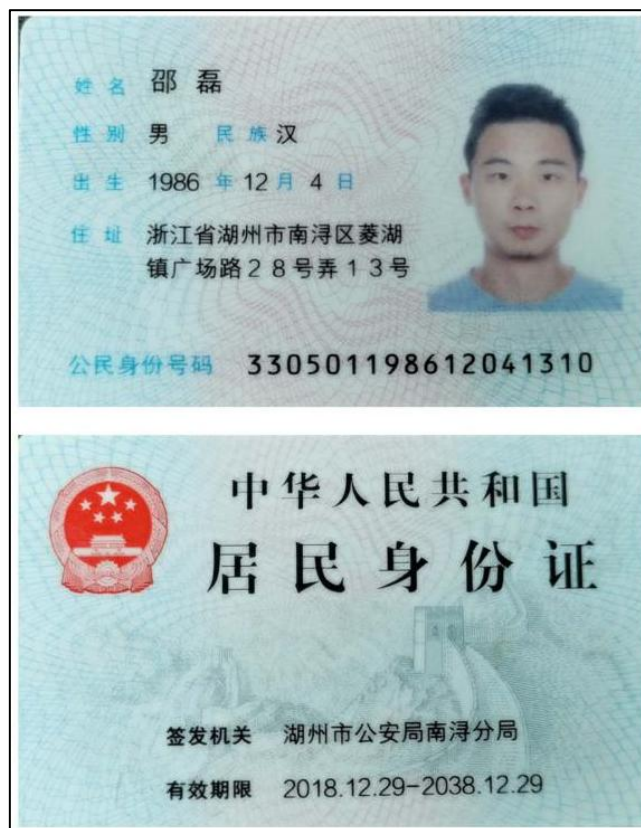 姓名 邵磊
性别 男 民族 汉
出生 1986 年 12 月 4 日
住址 浙江省湖州市南浔区菱湖
镇广场路28号弄13号
公民身份号码 330501198612041310
中华人民共和国
居民身份证
签发机关 湖州市公安局南浔分局
有效期限 2018.12.29-2038.12.29